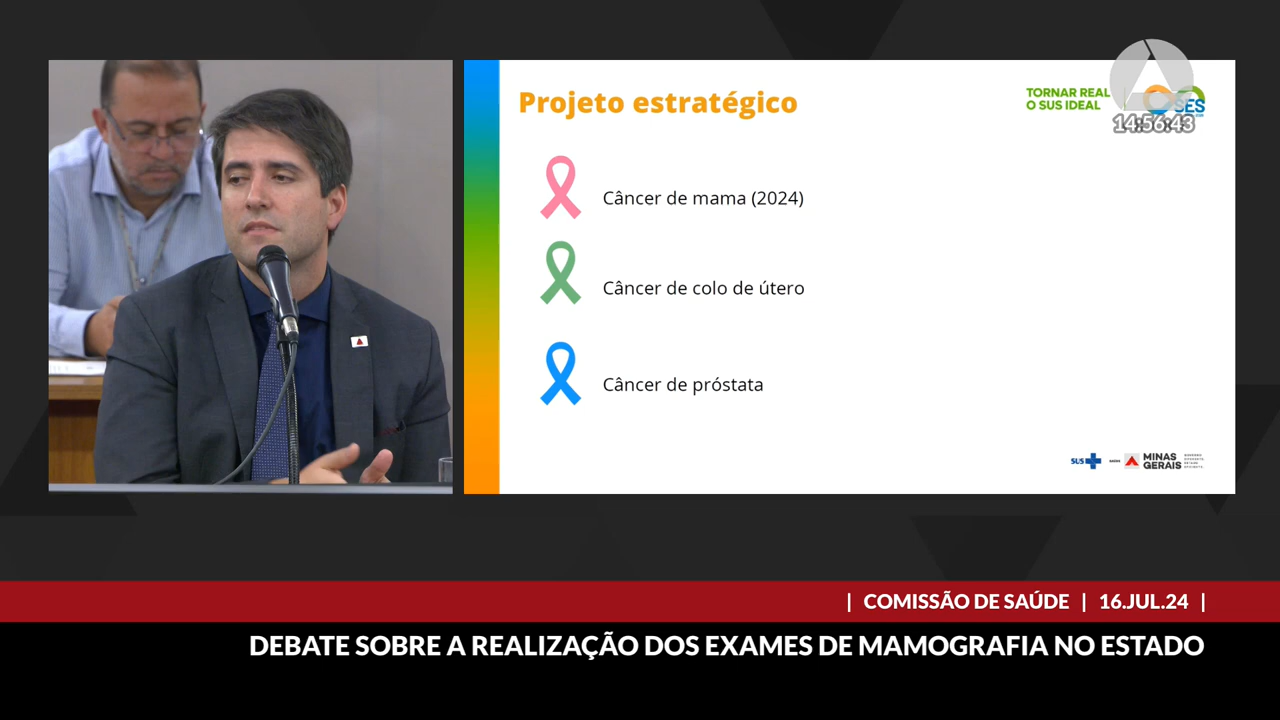 Projeto estratégico
TORNAR REAL
O SUS IDEAL
SES
14:56:43
Câncer de mama (2024)
Câncer de colo de útero
Câncer de próstata
SUS
MINAS
GERAIS
| COMISSÃO DE SAÚDE | 16.JUL.24 |
DEBATE SOBRE A REALIZAÇÃO DOS EXAMES DE MAMOGRAFIA NO ESTADO